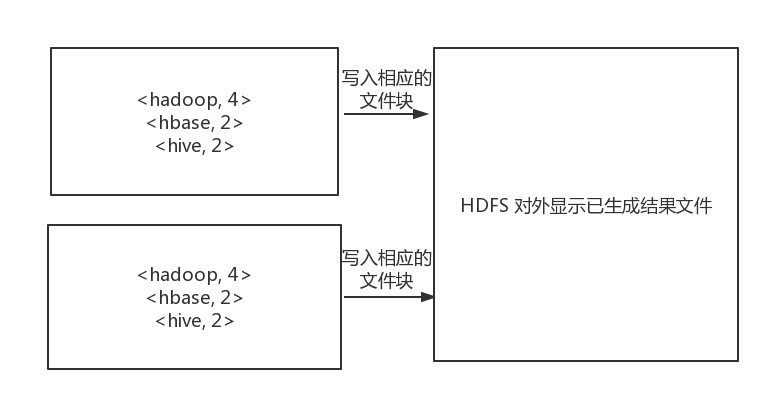 <hadoop, 4>
<hbase, 2>
<hive, 2>
写入相应的
文件块
HDFS 对外显示已生成结果文件
<hadoop, 4>
<hbase, 2>
<hive, 2>
写入相应的
文件块